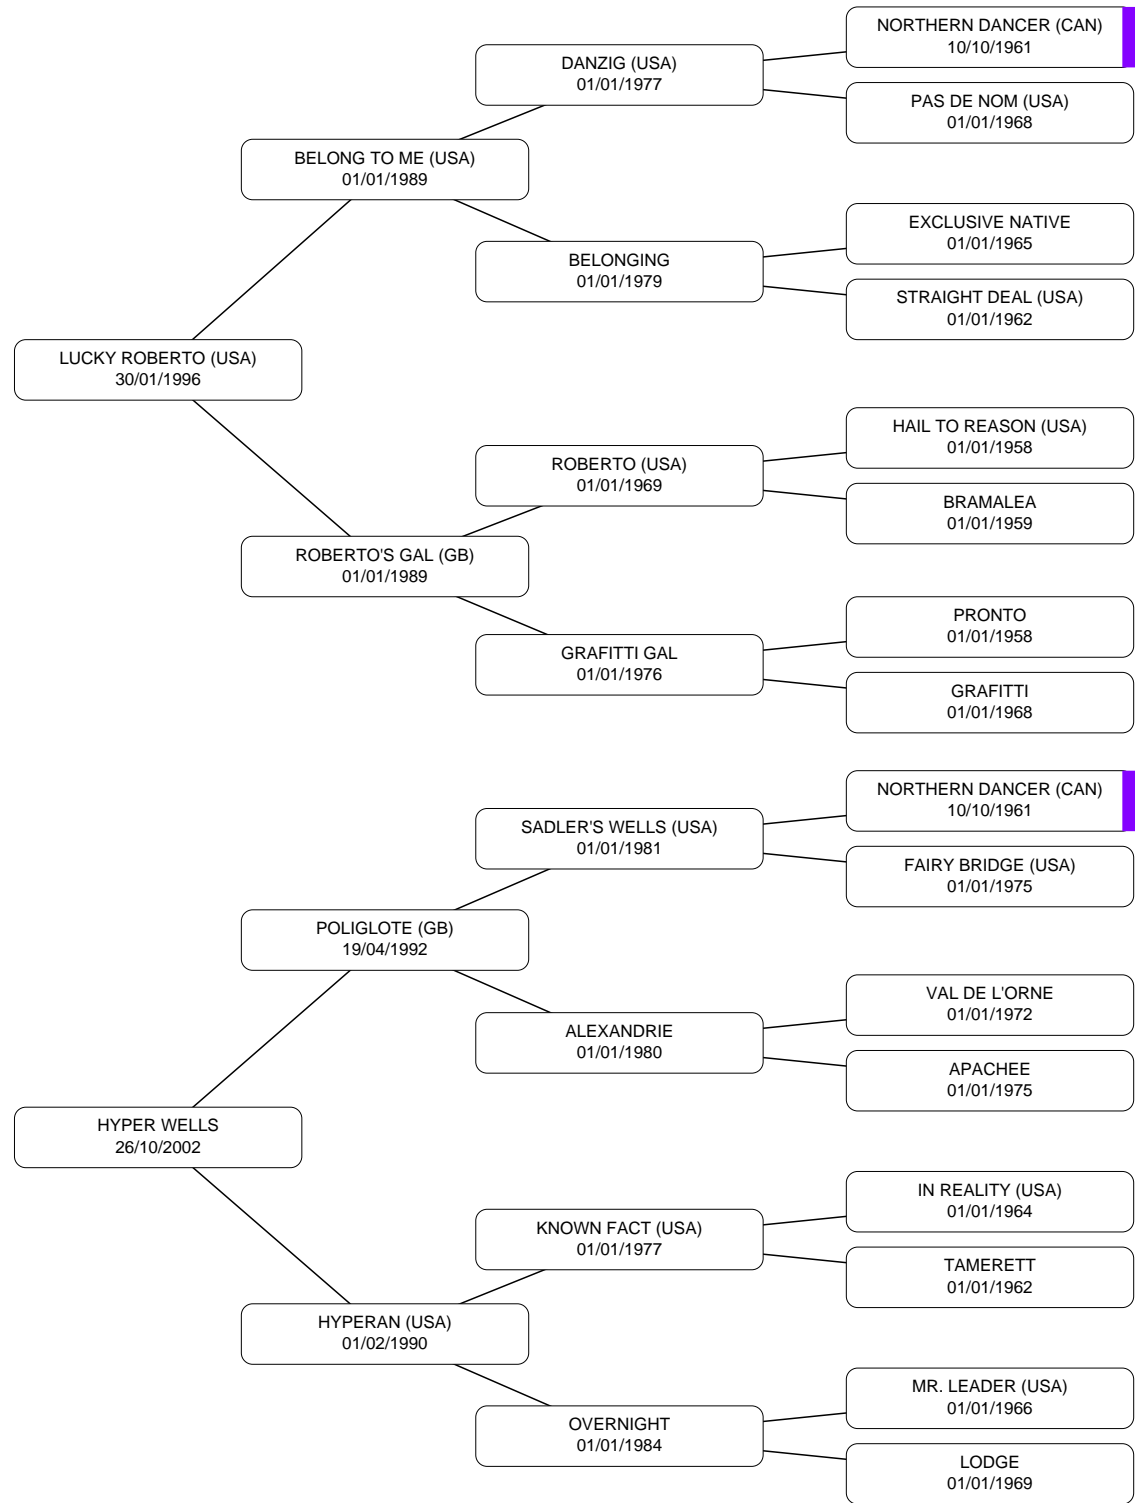 NORTHERN DANCER (CAN)
10/10/1961
DANZIG (USA)
01/01/1977
PAS DE NOM (USA)
01/01/1968
BELONG TO ME (USA)
01/01/1989
EXCLUSIVE NATIVE
01/01/1965
BELONGING
01/01/1979
STRAIGHT DEAL (USA)
01/01/1962
LUCKY ROBERTO (USA)
30/01/1996
HAIL TO REASON (USA)
01/01/1958
ROBERTO (USA)
01/01/1969
BRAMALEA
01/01/1959
ROBERTO'S GAL (GB)
01/01/1989
PRONTO
01/01/1958
GRAFITTI GAL
01/01/1976
GRAFITTI
01/01/1968
NORTHERN DANCER (CAN)
10/10/1961
SADLER'S WELLS (USA)
01/01/1981
FAIRY BRIDGE (USA)
01/01/1975
POLIGLOTE (GB)
19/04/1992
VAL DE L'ORNE
01/01/1972
ALEXANDRIE
01/01/1980
APACHEE
01/01/1975
HYPER WELLS
26/10/2002
IN REALITY (USA)
01/01/1964
KNOWN FACT (USA)
01/01/1977
TAMERETT
01/01/1962
HYPERAN (USA)
01/02/1990
MR. LEADER (USA)
01/01/1966
OVERNIGHT
01/01/1984
LODGE
01/01/1969